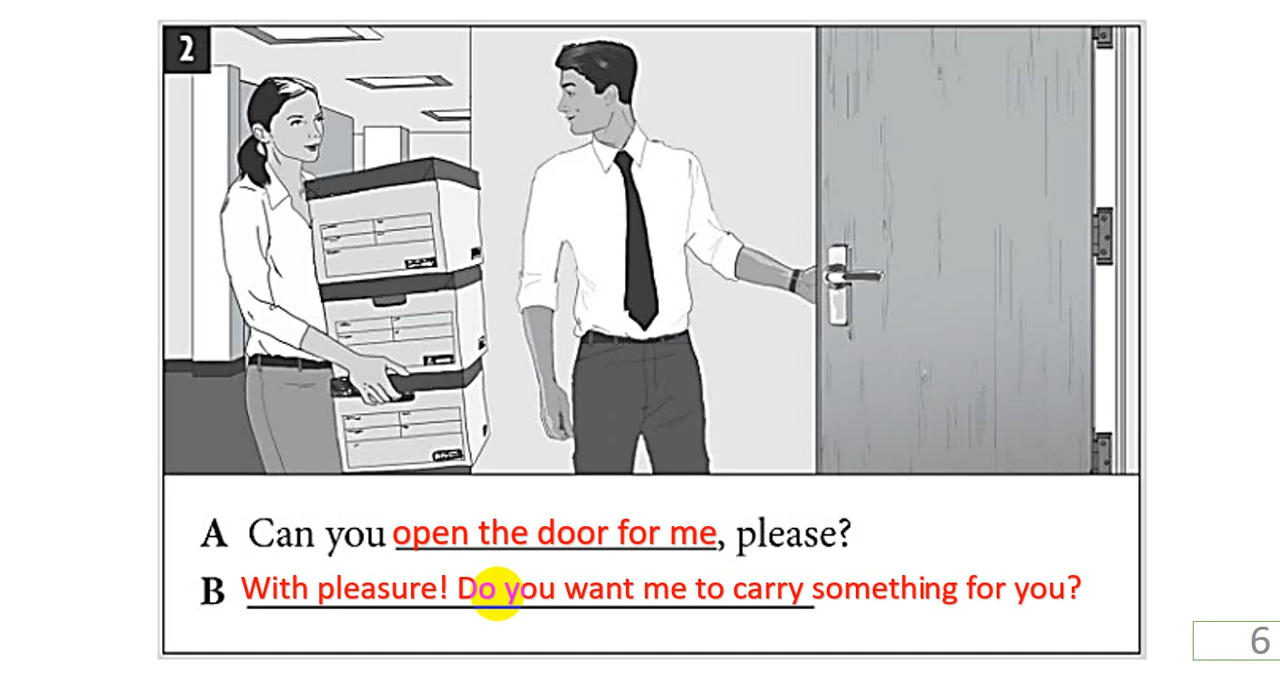 2
A Can you open the door for me, please?
B With pleasure! Do you want me to carry something for you?
6